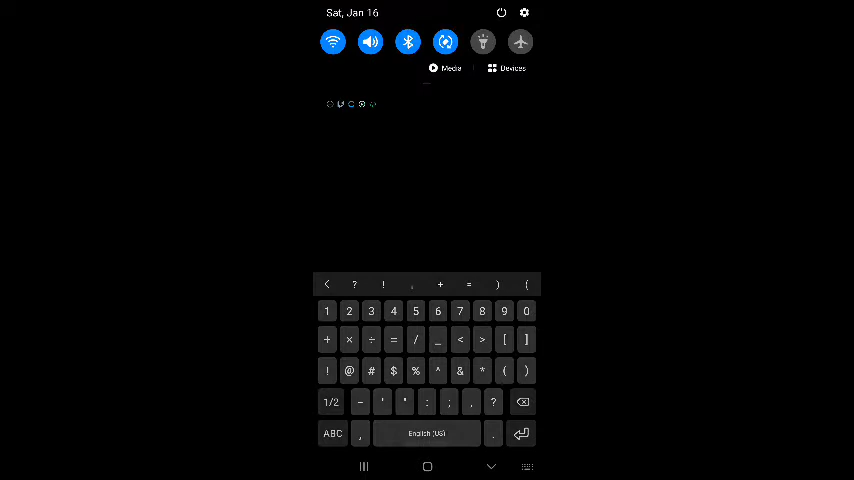 Sat, Jan 16
Media Devices
? ! , + = ) (
1 2 3 4 5 6 7 8 9 0
+ × ÷ = / _ < > [ ]
! @ # $ % ^ & * ( )
1/2 - ' " : ; , ?
ABC , English (US) .